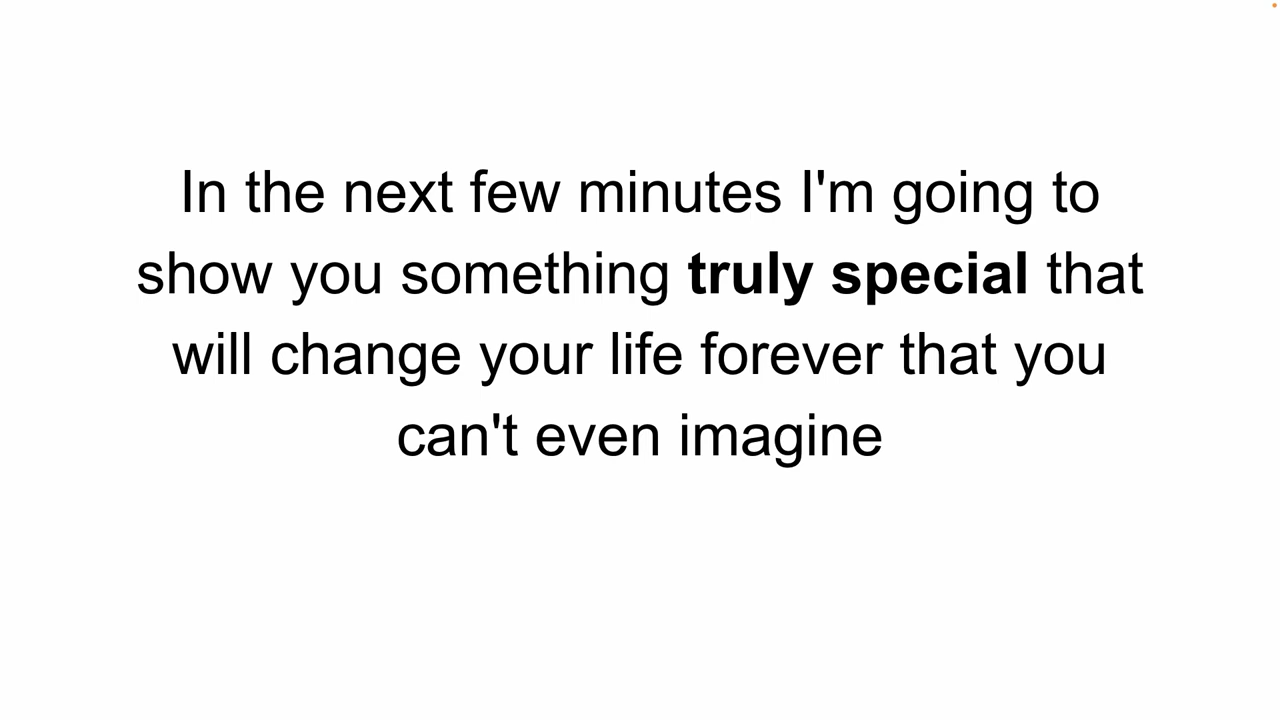 In the next few minutes I'm going to
show you something truly special that
will change your life forever that you
can't even imagine